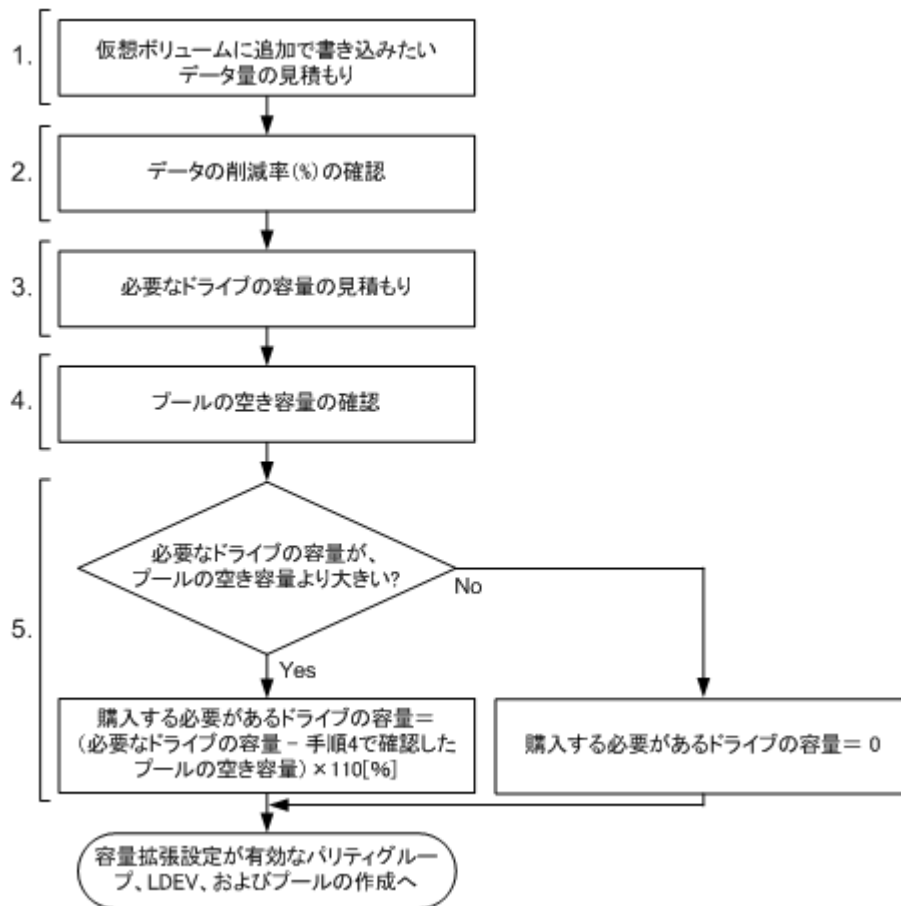 1.
仮想ボリュームに追加で書き込みたい
データ量の見積もり
2.
データの削減率(%)の確認
3.
必要なドライブの容量の見積もり
4.
プールの空き容量の確認
5.
必要なドライブの容量が、
プールの空き容量より大きい?
No
Yes
購入する必要があるドライブの容量=
(必要なドライブの容量 − 手順4で確認した
プールの空き容量)×110[%]
購入する必要があるドライブの容量= 0
容量拡張設定が有効なパリティグルー
プ、LDEV、およびプールの作成へ